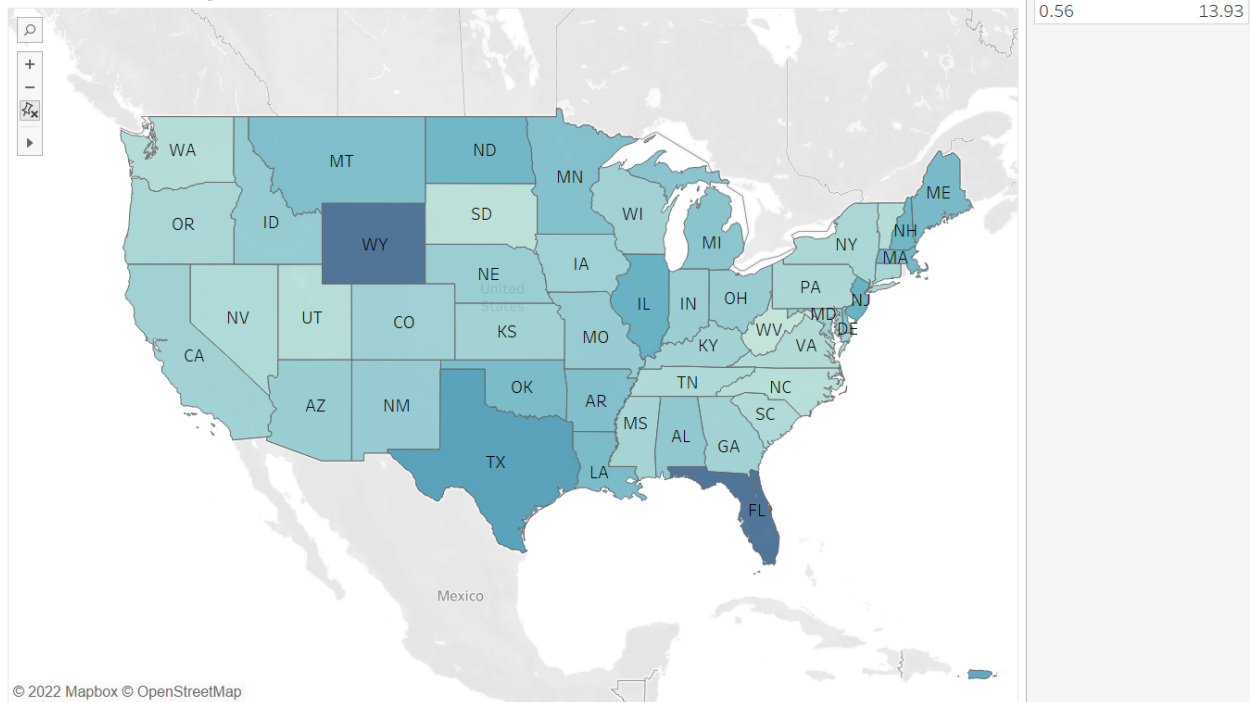 0.56 13.93
+
−
WA
MT
ND
MN
ME
OR
ID
WY
SD
WI
MI
NY
NH
MA
NV
UT
CO
NE
United
States
IA
IL
IN
OH
PA
NJ
MD
DE
CA
KS
MO
KY
WV
VA
AZ
NM
OK
AR
TN
NC
MS
AL
GA
SC
TX
LA
FL
Mexico
© 2022 Mapbox © OpenStreetMap